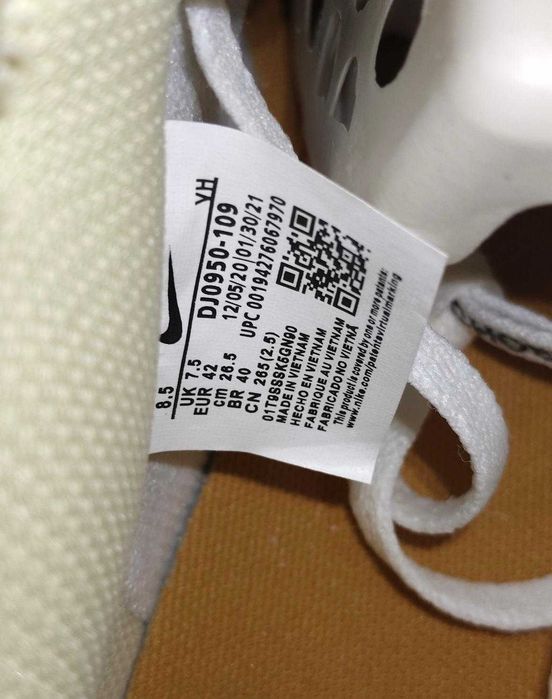 8.5
UK 7.5
EUR 42
cm 26.5
BR 40
CN 265(2.5)
YH
DJ0950-109
12/05/20|01/30/21
UPC 00194276067970
01T9SSSK5GN90
MADE IN VIETNAM
HECHO EN VIETNAM
FABRIQUE AU VIETNAM
FABRICADO NO VIETNÃ
This product is covered by one or more patents:
www.nike.com/patentsvirtualmarking